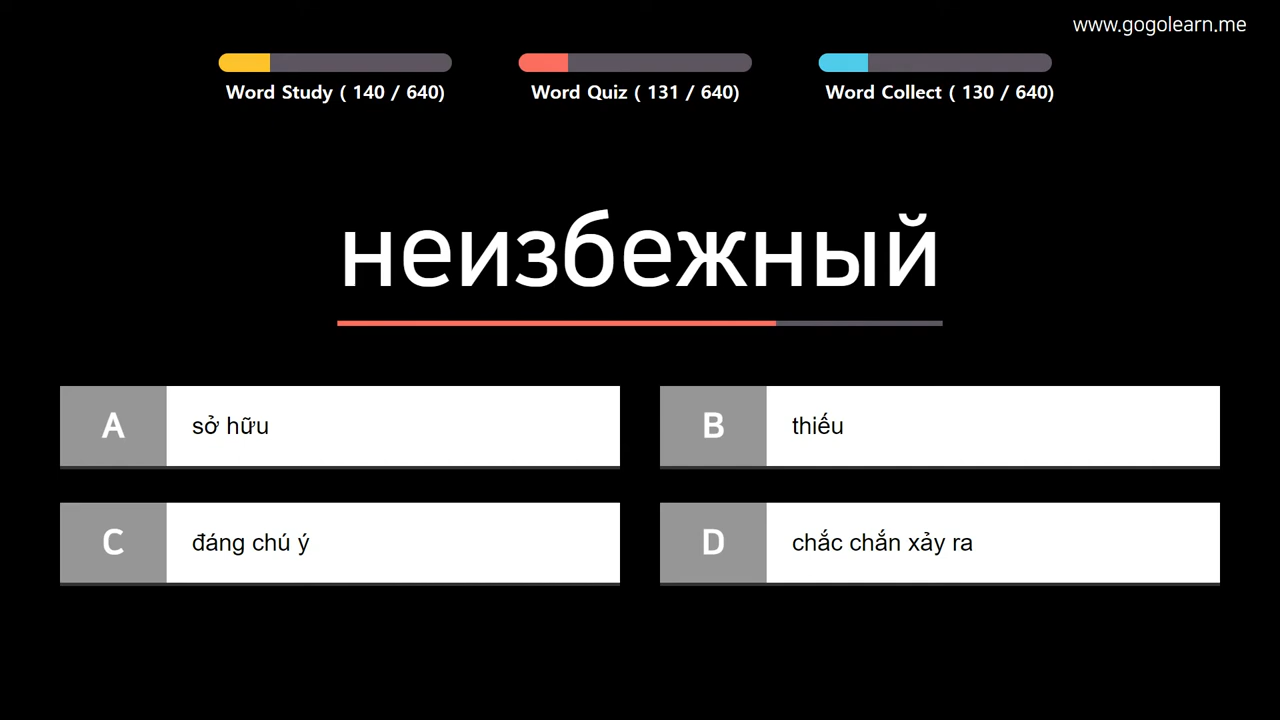 www.gogolearn.me
Word Study ( 140 / 640)
Word Quiz ( 131 / 640)
Word Collect ( 130 / 640)
неизбежный
A sở hữu
B thiếu
C đáng chú ý
D chắc chắn xảy ra